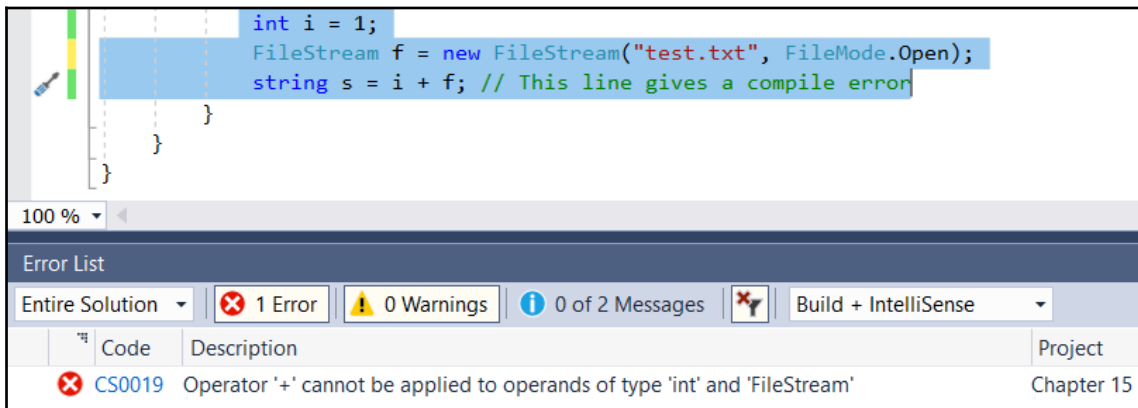 int i = 1;
FileStream f = new FileStream("test.txt", FileMode.Open);
string s = i + f; // This line gives a compile error
}
}
}
100 %
Error List
Entire Solution 1 Error 0 Warnings 0 of 2 Messages Build + IntelliSense
Code Description Project
CS0019 Operator '+' cannot be applied to operands of type 'int' and 'FileStream' Chapter 15